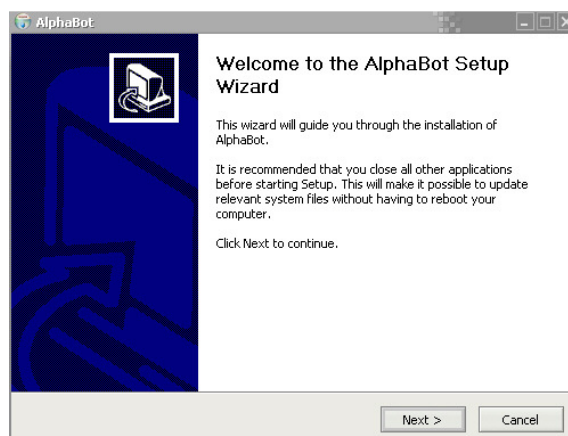 AlphaBot
Welcome to the AlphaBot Setup
Wizard
This wizard will guide you through the installation of
AlphaBot.
It is recommended that you close all other applications
before starting Setup. This will make it possible to update
relevant system files without having to reboot your
computer.
Click Next to continue.
Next >
Cancel